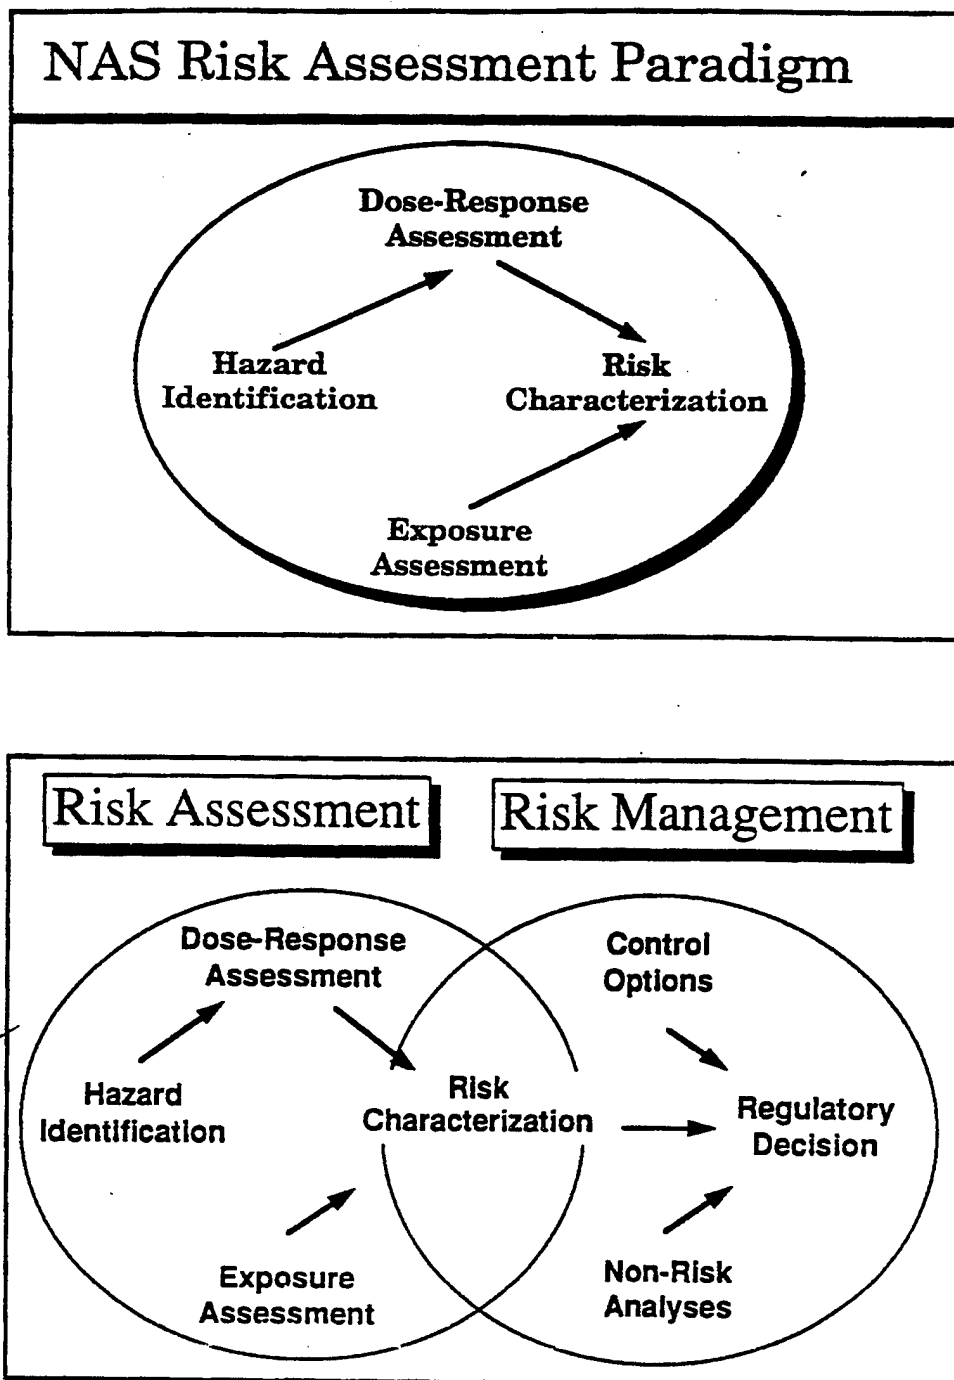 NAS Risk Assessment Paradigm
Dose-Response
Assessment
Hazard
Identification
Risk
Characterization
Exposure
Assessment
Risk Assessment
Risk Management
Dose-Response
Assessment
Control
Options
Hazard
Identification
Risk
Characterization
Regulatory
Decision
Exposure
Assessment
Non-Risk
Analyses